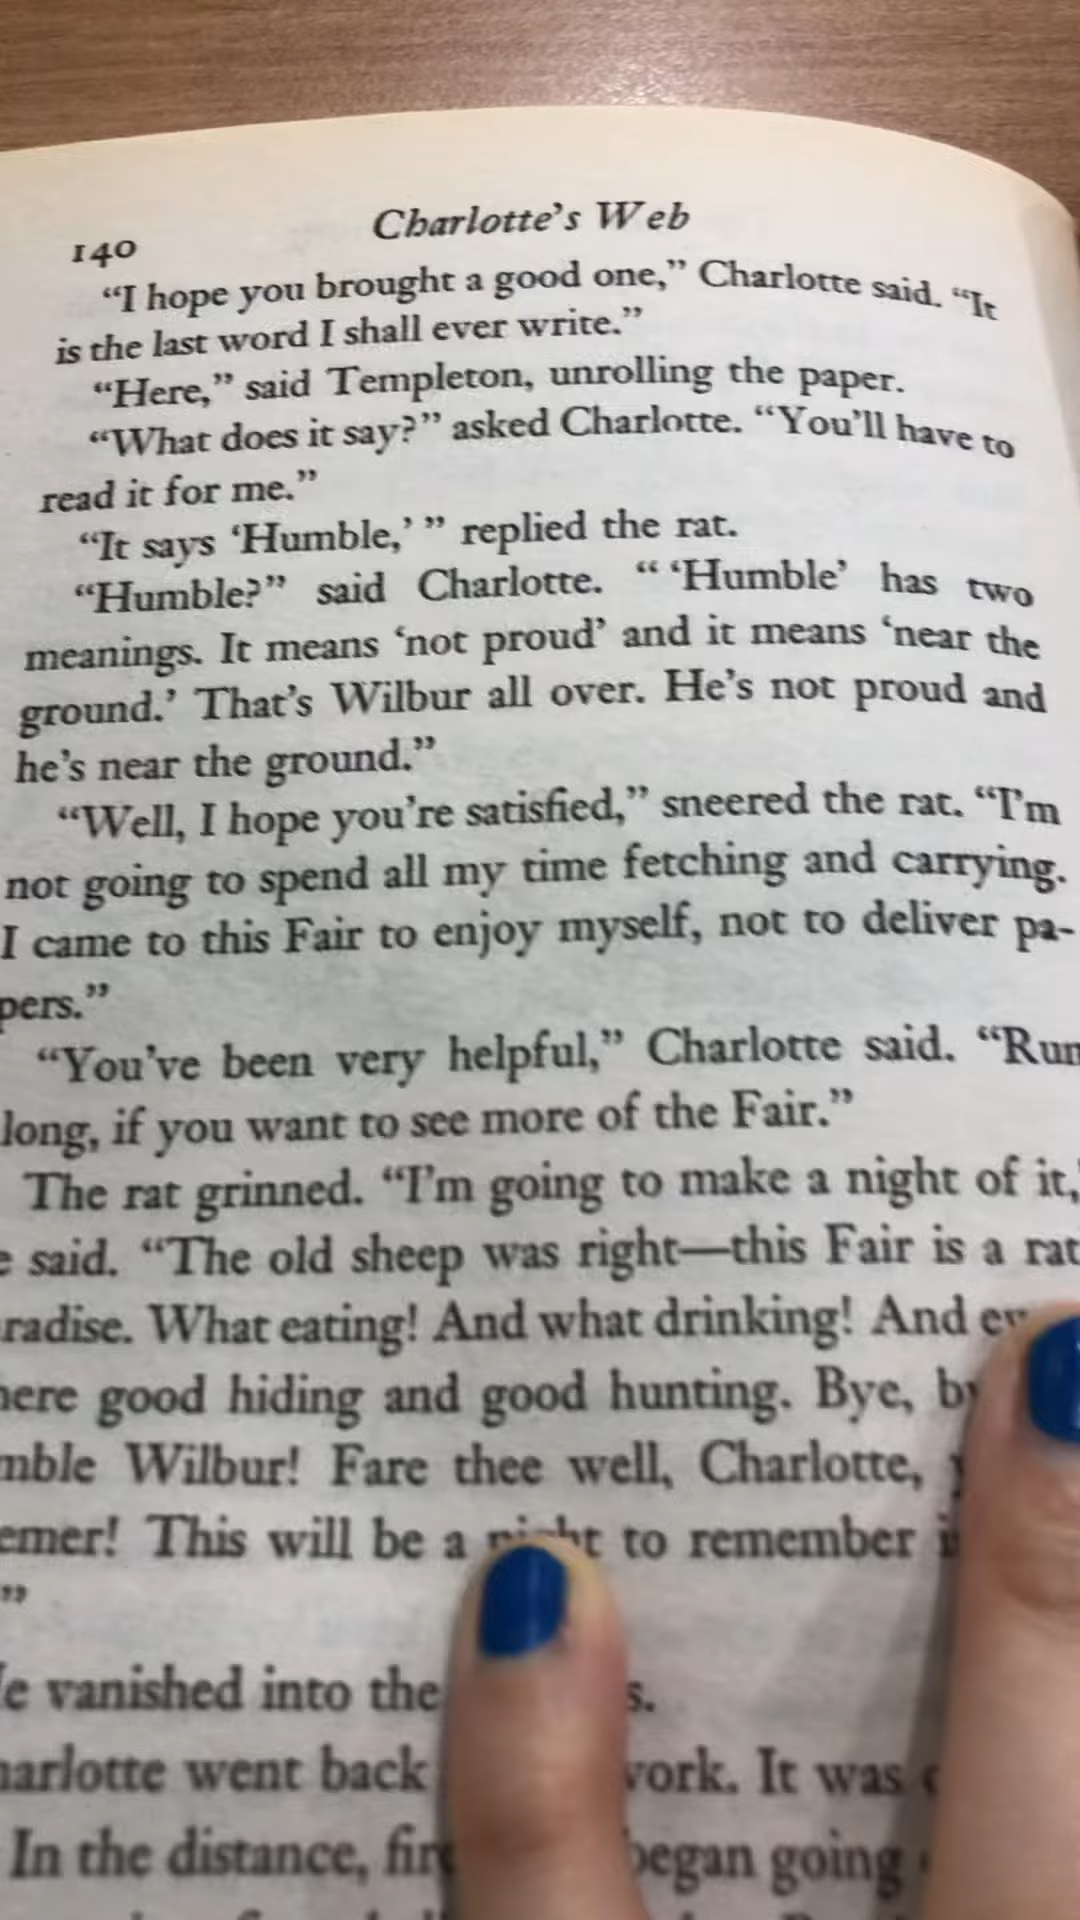 140
Charlotte's Web
“I hope you brought a good one,” Charlotte said. “It
is the last word I shall ever write.”
“Here,” said Templeton, unrolling the paper.
“What does it say?” asked Charlotte. “You'll have to
read it for me.”
“It says ‘Humble,’ ” replied the rat.
“Humble?” said Charlotte. “ ‘Humble’ has two
meanings. It means ‘not proud’ and it means ‘near the
ground.’ That's Wilbur all over. He's not proud and
he's near the ground.”
“Well, I hope you're satisfied,” sneered the rat. “I'm
not going to spend all my time fetching and carrying.
I came to this Fair to enjoy myself, not to deliver pa-
pers.”
“You've been very helpful,” Charlotte said. “Run
long, if you want to see more of the Fair.”
The rat grinned. “I'm going to make a night of it,
said. “The old sheep was right—this Fair is a rat
radise. What eating! And what drinking! And
here good hiding and good hunting. Bye,
mble Wilbur! Fare thee well, Charlotte,
emer! This will be a night to remember
”
vanished into the
harlotte went back work. It was
In the distance, began going